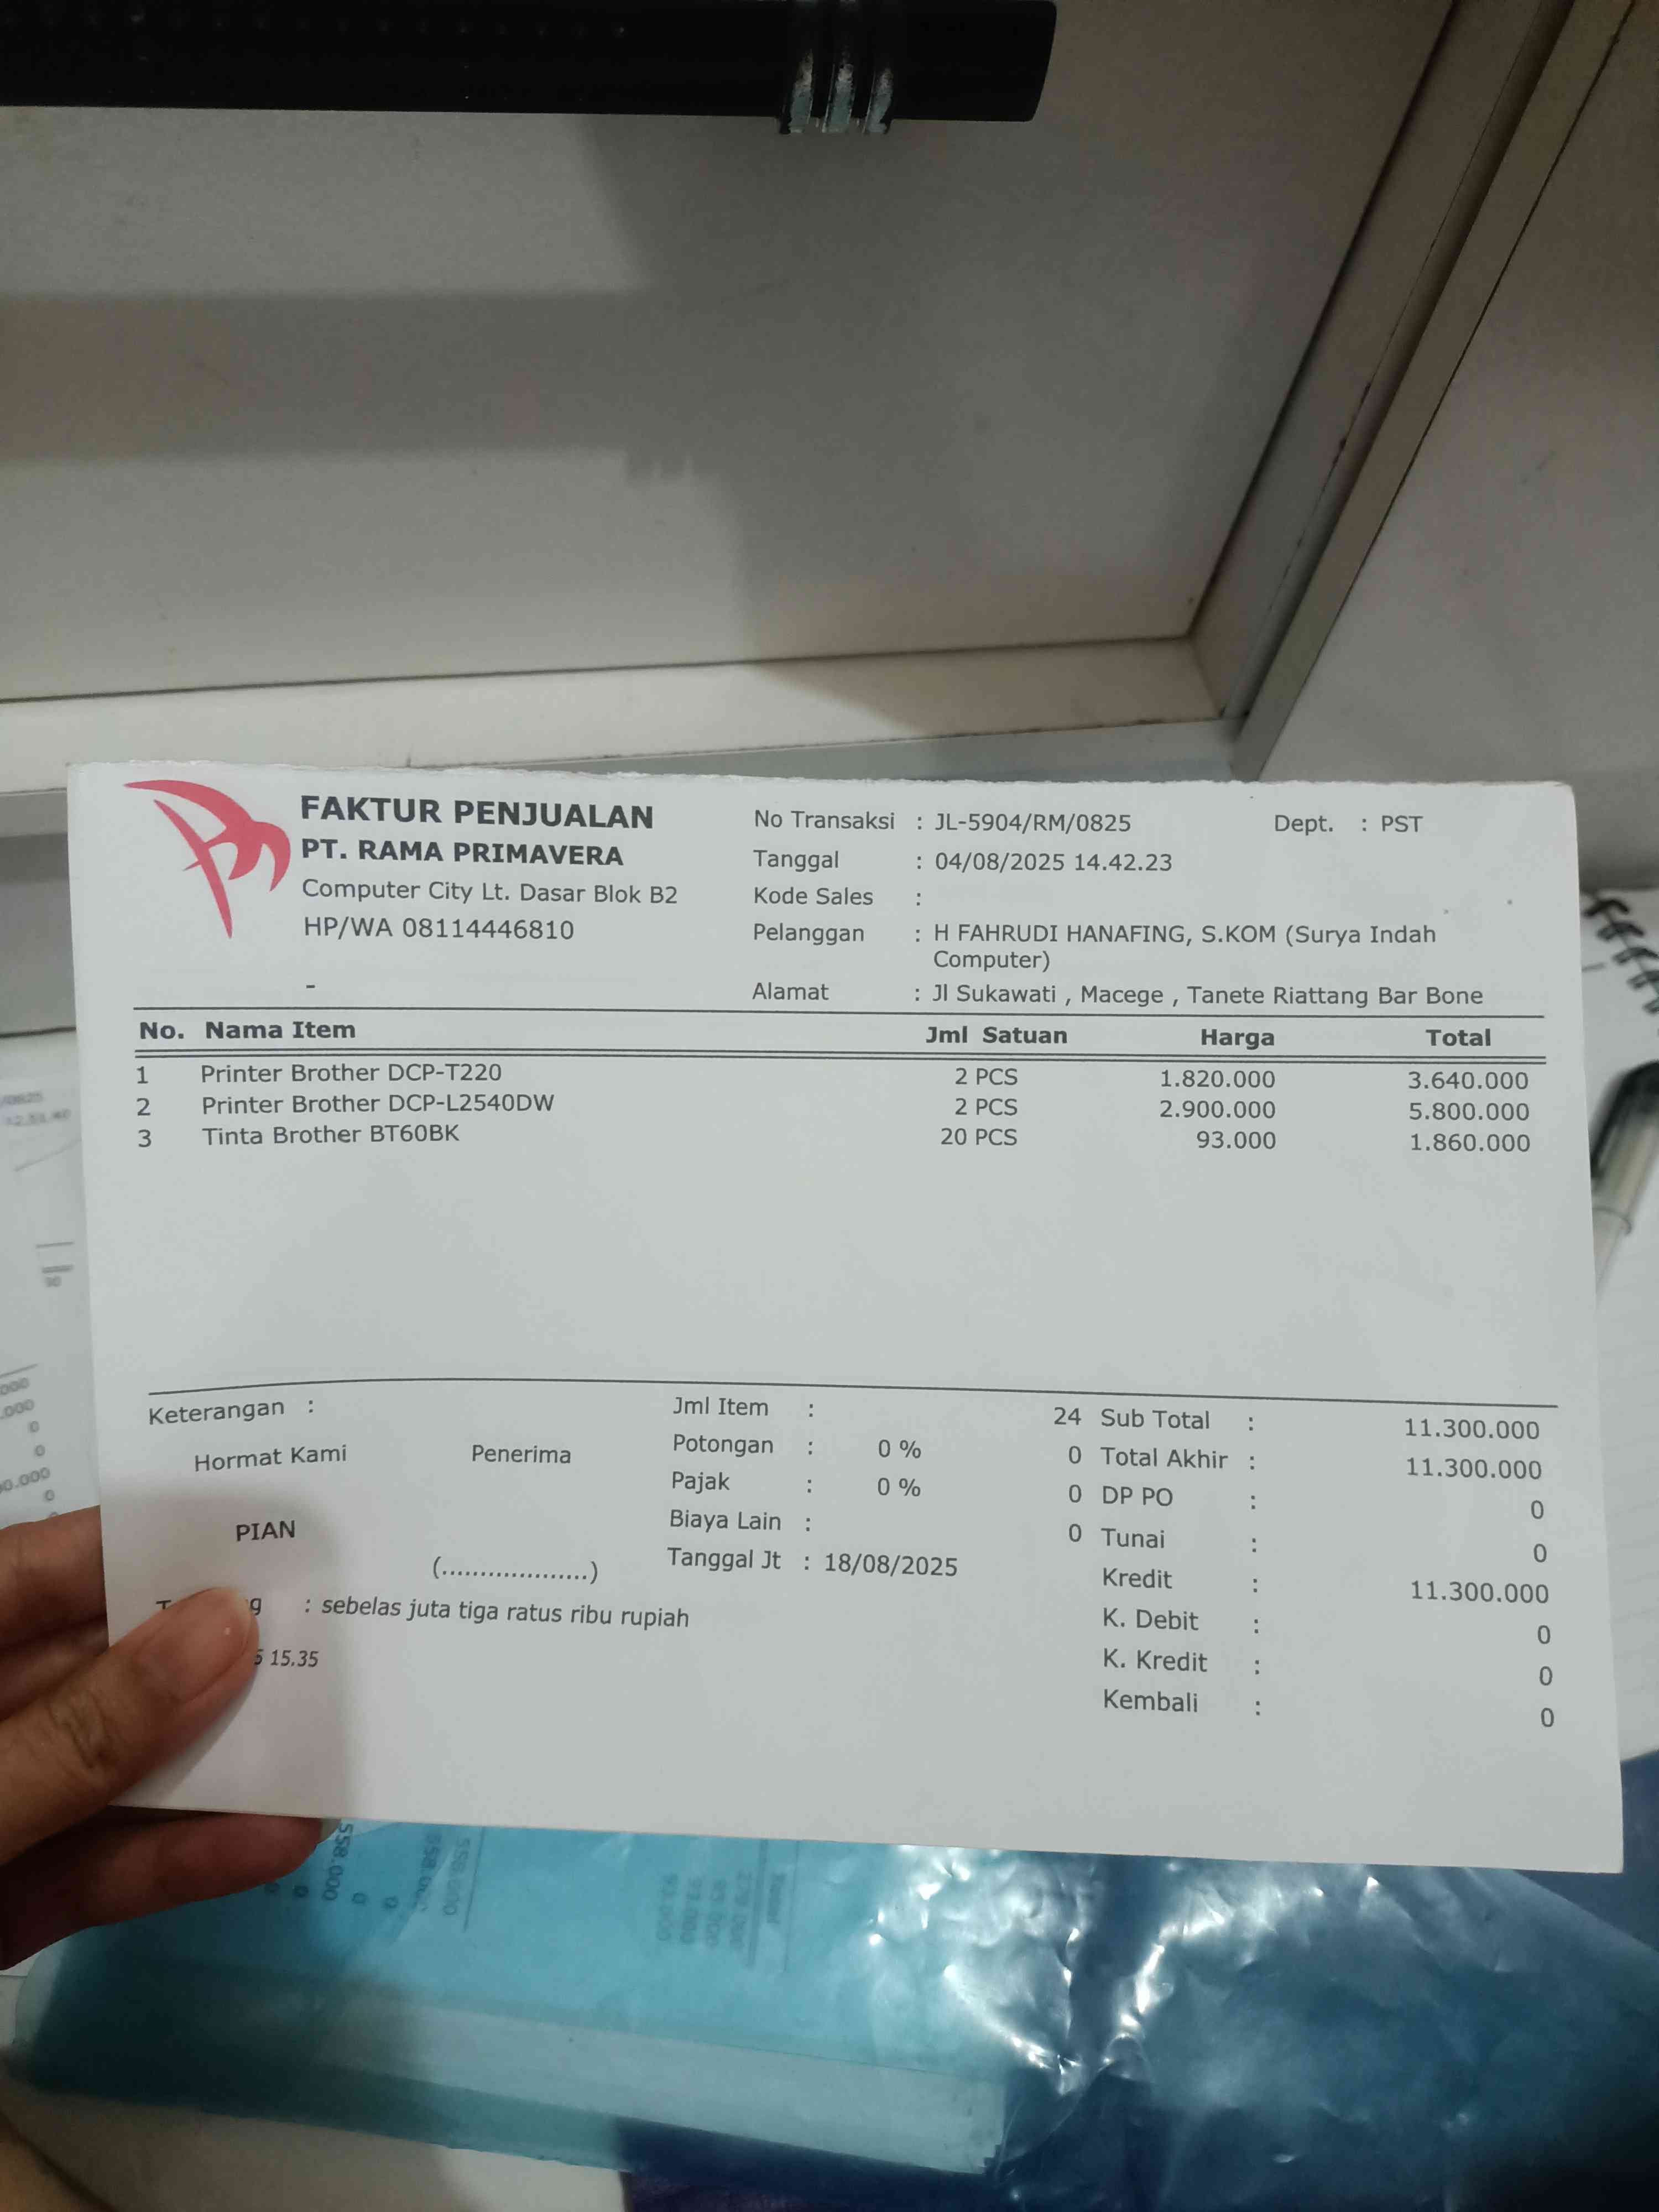 FAKTUR PENJUALAN
PT. RAMA PRIMAVERA
Computer City Lt. Dasar Blok B2
HP/WA 08114446810
-
No Transaksi : JL-5904/RM/0825 Dept. : PST
Tanggal : 04/08/2025 14.42.23
Kode Sales :
Pelanggan : H FAHRUDI HANAFING, S.KOM (Surya Indah
Computer)
Alamat : Jl Sukawati , Macege , Tanete Riattang Bar Bone
No. Nama Item Jml Satuan Harga Total
1 Printer Brother DCP-T220 2 PCS 1.820.000 3.640.000
2 Printer Brother DCP-L2540DW 2 PCS 2.900.000 5.800.000
3 Tinta Brother BT60BK 20 PCS 93.000 1.860.000
Keterangan :
Hormat Kami Penerima
PIAN
(...................)
: sebelas juta tiga ratus ribu rupiah
15.35
Jml Item : 24
Potongan : 0 % 0
Pajak : 0 % 0
Biaya Lain : 0
Tanggal Jt : 18/08/2025
Sub Total : 11.300.000
Total Akhir : 11.300.000
DP PO : 0
Tunai : 0
Kredit : 11.300.000
K. Debit : 0
K. Kredit : 0
Kembali : 0
558.000